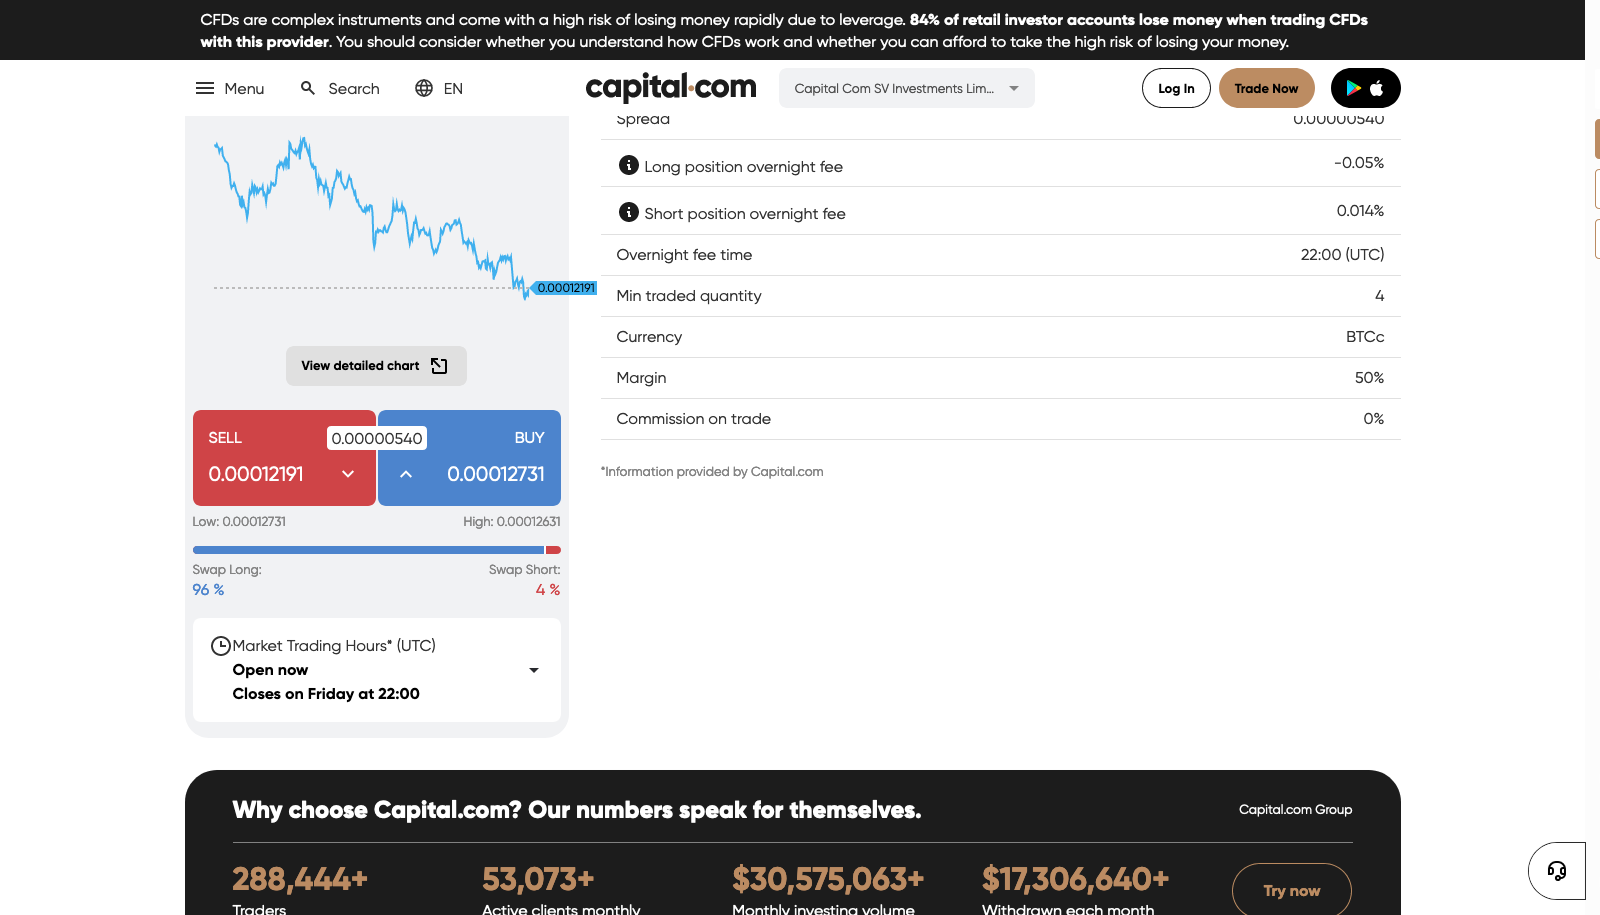 CFDs are complex instruments and come with a high risk of losing money rapidly due to leverage. 84% of retail investor accounts lose money when trading CFDs
with this provider. You should consider whether you understand how CFDs work and whether you can afford to take the high risk of losing your money.
Menu
Search
EN
capital.com
Capital Com SV Investments Lim...
Log In
Trade Now
Spread 0.00000540
Long position overnight fee -0.05%
Short position overnight fee 0.014%
Overnight fee time 22:00 (UTC)
Min traded quantity 4
Currency BTCc
Margin 50%
Commission on trade 0%
*Information provided by Capital.com
0.00012191
View detailed chart
SELL 0.00000540 BUY
0.00012191 0.00012731
Low: 0.00012731 High: 0.00012631
Swap Long: Swap Short:
96 % 4 %
Market Trading Hours* (UTC)
Open now
Closes on Friday at 22:00
Why choose Capital.com? Our numbers speak for themselves.
Capital.com Group
288,444+ 53,073+ $30,575,063+ $17,306,640+
Traders Active clients monthly Monthly investing volume Withdrawn each month
Try now